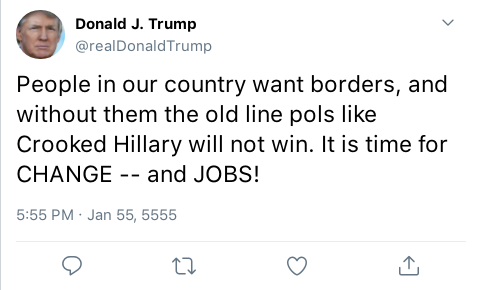 Donald J. Trump
@realDonaldTrump
People in our country want borders, and
without them the old line pols like
Crooked Hillary will not win. It is time for
CHANGE -- and JOBS!
5:55 PM · Jan 55, 5555